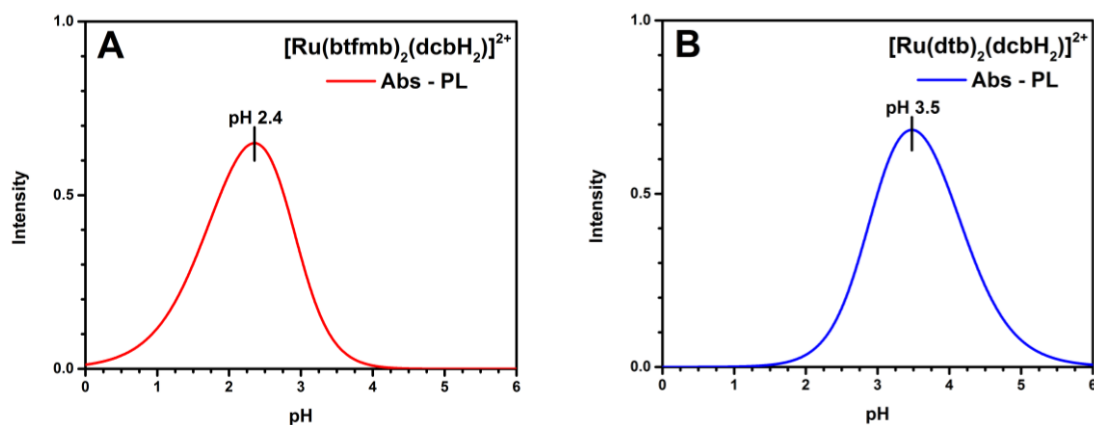 A
[Ru(btfmb)₂(dcbH₂)]²⁺
Abs - PL
pH 2.4
1.0
0.5
0.0
Intensity
0 1 2 3 4 5 6
pH
B
[Ru(dtb)₂(dcbH₂)]²⁺
Abs - PL
pH 3.5
1.0
0.5
0.0
Intensity
0 1 2 3 4 5 6
pH